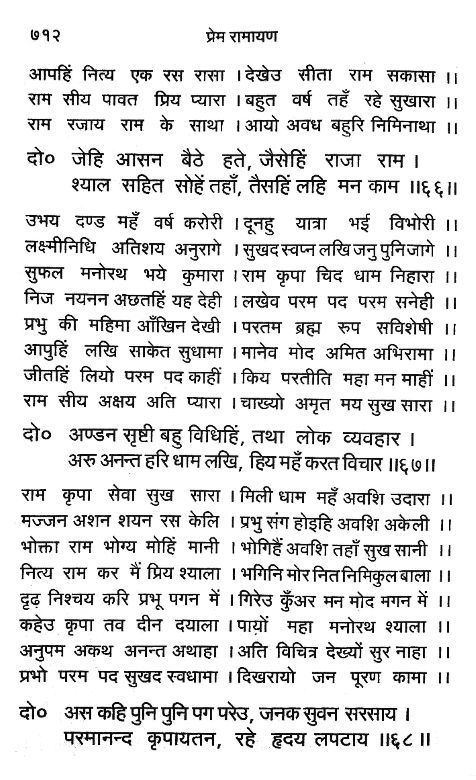 ७१२ प्रेम रामायण
आपहिं नित्य एक रस रासा । देखेउ सीता राम सकासा ।।
राम सीय पावत प्रिय प्यारा । बहुत वर्ष तहँ रहे सुखारा ।।
राम रजाय राम के साथा । आयो अवध बहुरि निमिनाथा ।।
दो० जेहि आसन बैठे हते, जैसेहिं राजा राम ।
श्याल सहित सोहें तहाँ, तैसहिं लहि मन काम ।।६६।।
उभय दण्ड महँ वर्ष करोरी । दूनहु यात्रा भई विभोरी ।।
लक्ष्मीनिधि अतिशय अनुरागे । सुखद स्वप्न लखि जनु पुनि जागे ।।
सुफल मनोरथ भये कुमारा । राम कृपा चिद धाम निहारा ।।
निज नयनन अछतहिं यह देही । लखेव परम पद परम सनेही ।।
प्रभु की महिमा आँखिन देखी । परतम ब्रह्म रुप सविशेषी ।।
आपुहिं लखि साकेत सुधामा । मानेव मोद अमित अभिरामा ।।
जीतहिं लियो परम पद काहीं । किय परतीति महा मन माहीं ।।
राम सीय अक्षय अति प्यारा । चाख्यो अमृत मय सुख सारा ।।
दो० अण्डन सृष्टी बहु विधिहिं, तथा लोक व्यवहार ।
अरु अनन्त हरि धाम लखि, हिय महँ करत विचार ।।६७।।
राम कृपा सेवा सुख सारा । मिली धाम महँ अवशि उदारा ।।
मज्जन अशन शयन रस केलि । प्रभु संग होइहि अवशि अकेली ।।
भोक्ता राम भोग्य मोहिं मानी । भोगिहैं अवशि तहाँ सुख सानी ।।
नित्य राम कर मैं प्रिय श्याला । भगिनि मोर नित निमिकुल बाला ।।
दृढ़ निश्चय करि प्रभू पगन में । गिरेउ कुँअर मन मोद मगन में ।।
कहेउ कृपा तव दीन दयाला । पायों महा मनोरथ श्याला ।।
अनुपम अकथ अनन्त अथाहा । अति विचित्र देख्यों सुर नाहा ।।
प्रभो परम पद सुखद स्वधामा । दिखरायो जन पूरण कामा ।।
दो० अस कहि पुनि पुनि पग परेउ, जनक सुवन सरसाय ।
परमानन्द कृपायतन, रहे हृदय लपटाय ।।६८।।